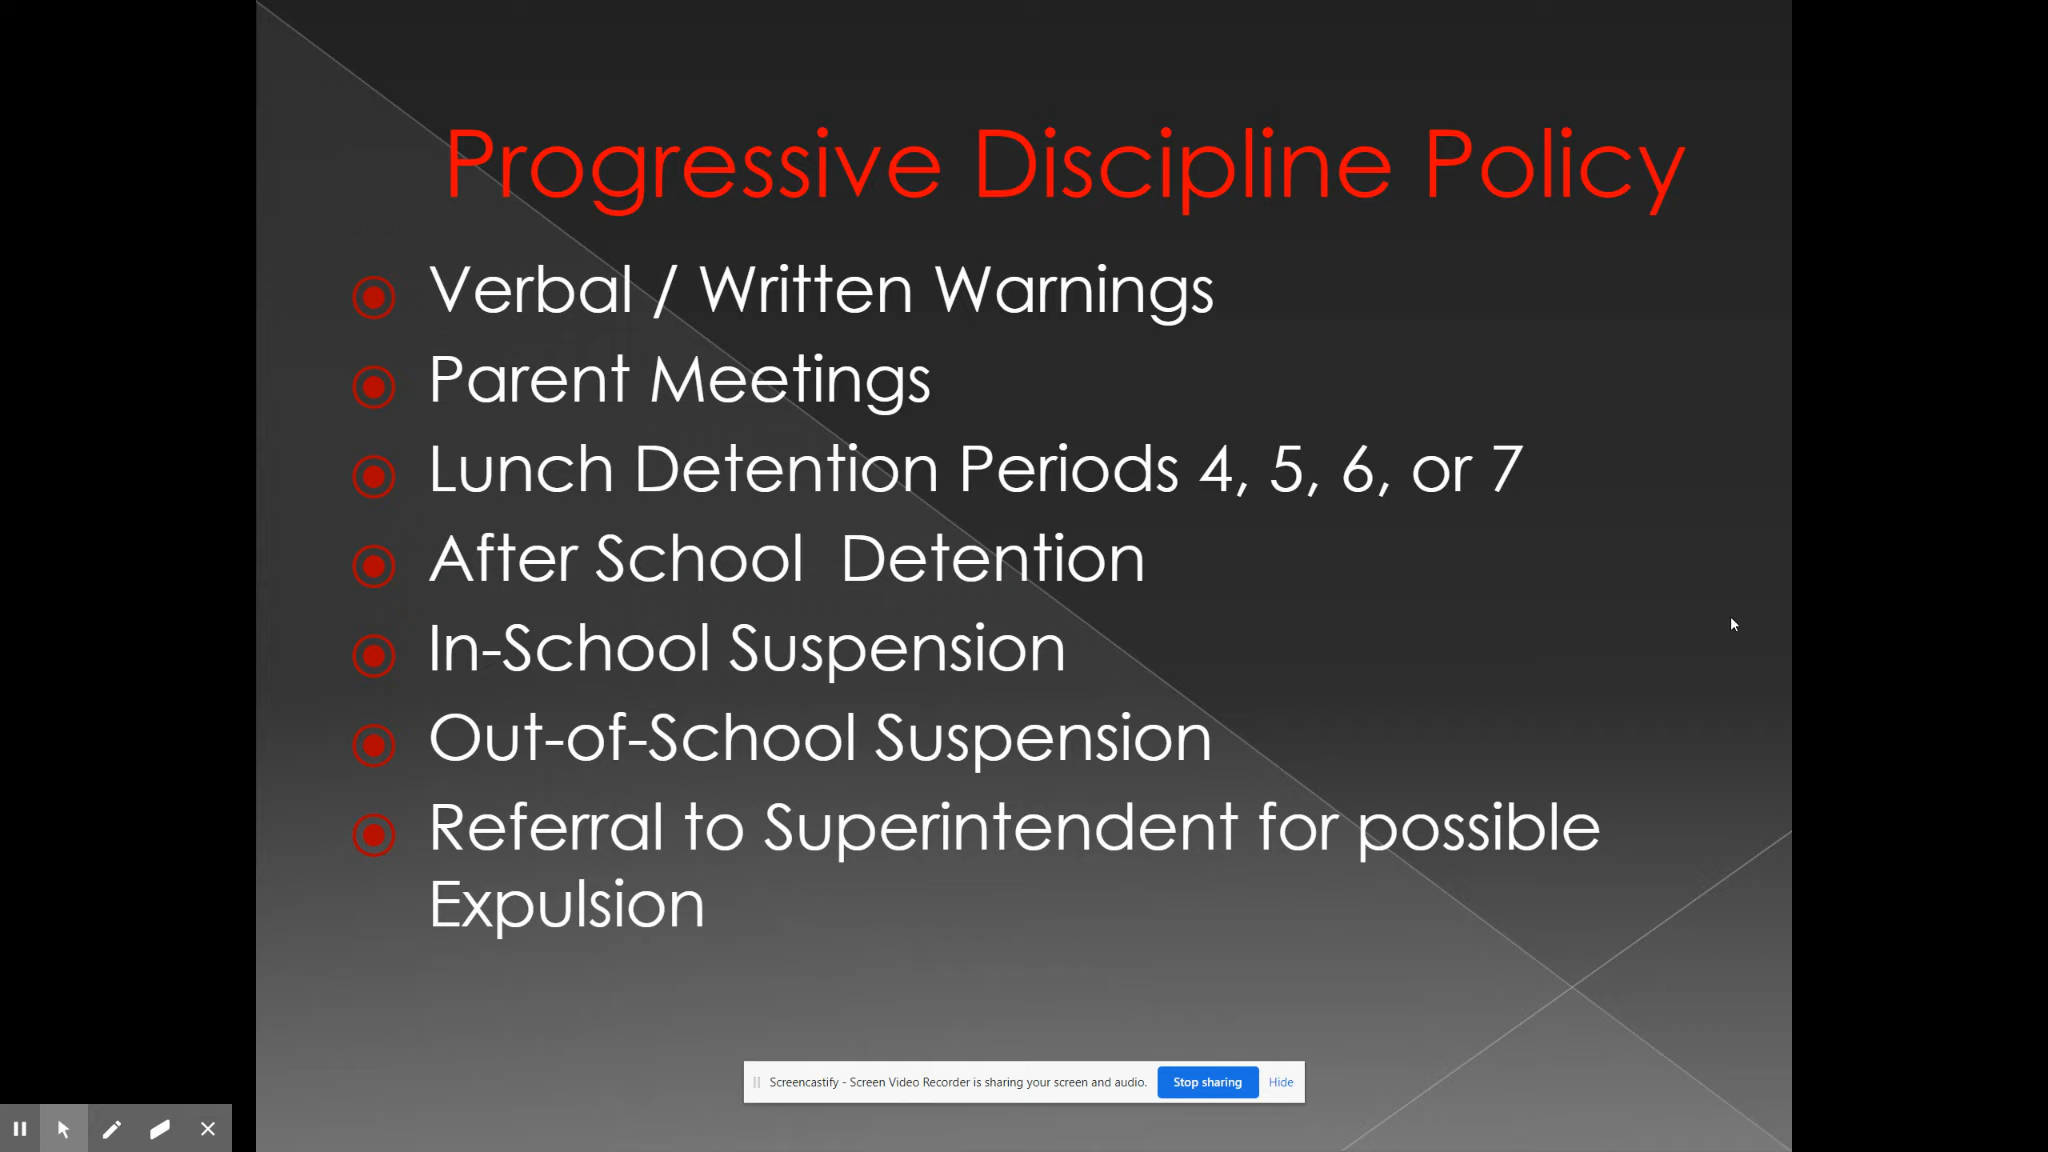 Progressive Discipline Policy
Verbal / Written Warnings
Parent Meetings
Lunch Detention Periods 4, 5, 6, or 7
After School  Detention
In-School Suspension
Out-of-School Suspension
Referral to Superintendent for possible
Expulsion
Screencastify - Screen Video Recorder is sharing your screen and audio. Stop sharing Hide